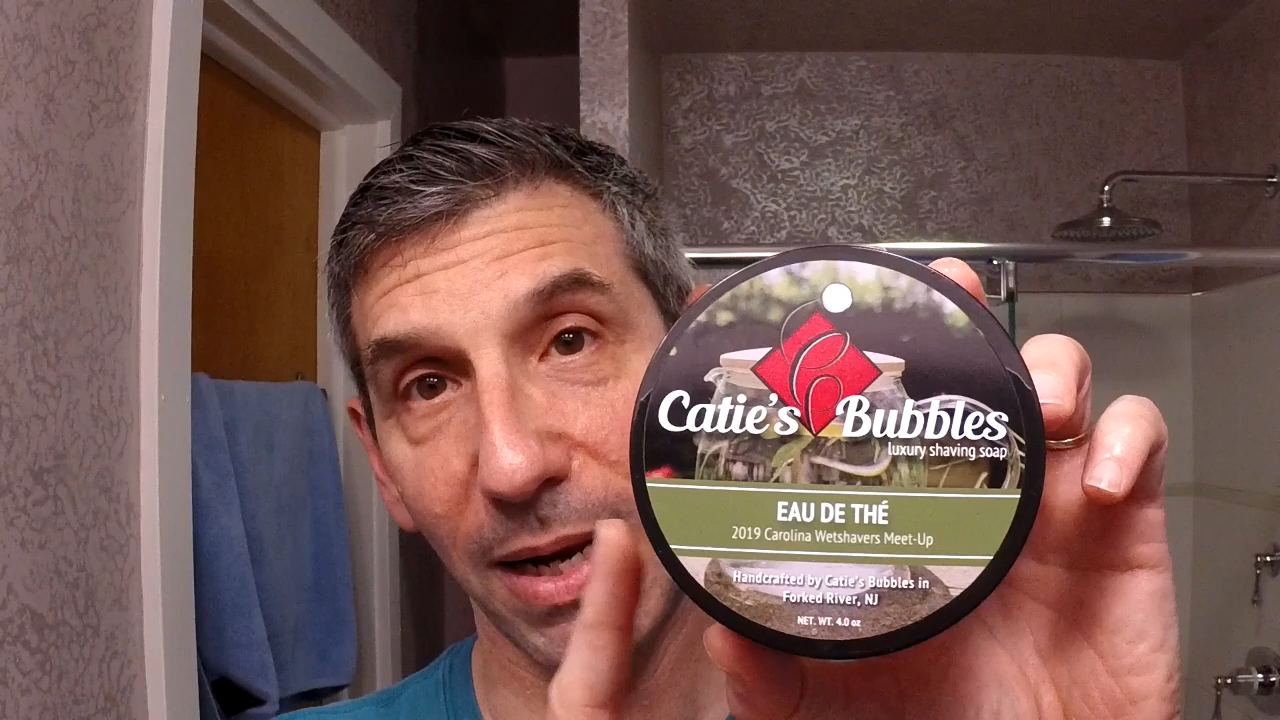 Catie's Bubbles
luxury shaving soap
EAU DE THÉ
2019 Carolina Wetshavers Meet-Up
Handcrafted by Catie's Bubbles in
Forked River, NJ
NET. WT. 4.0 oz